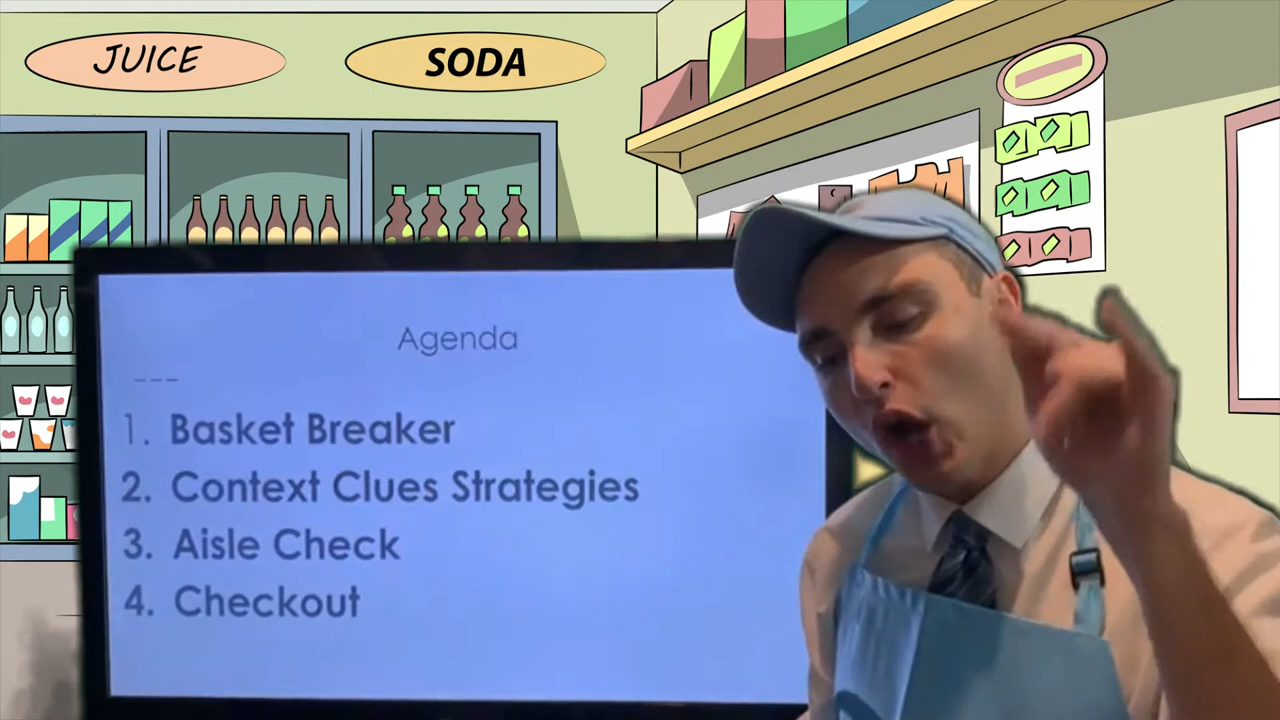 JUICE
SODA
Agenda
---
1. Basket Breaker
2. Context Clues Strategies
3. Aisle Check
4. Checkout